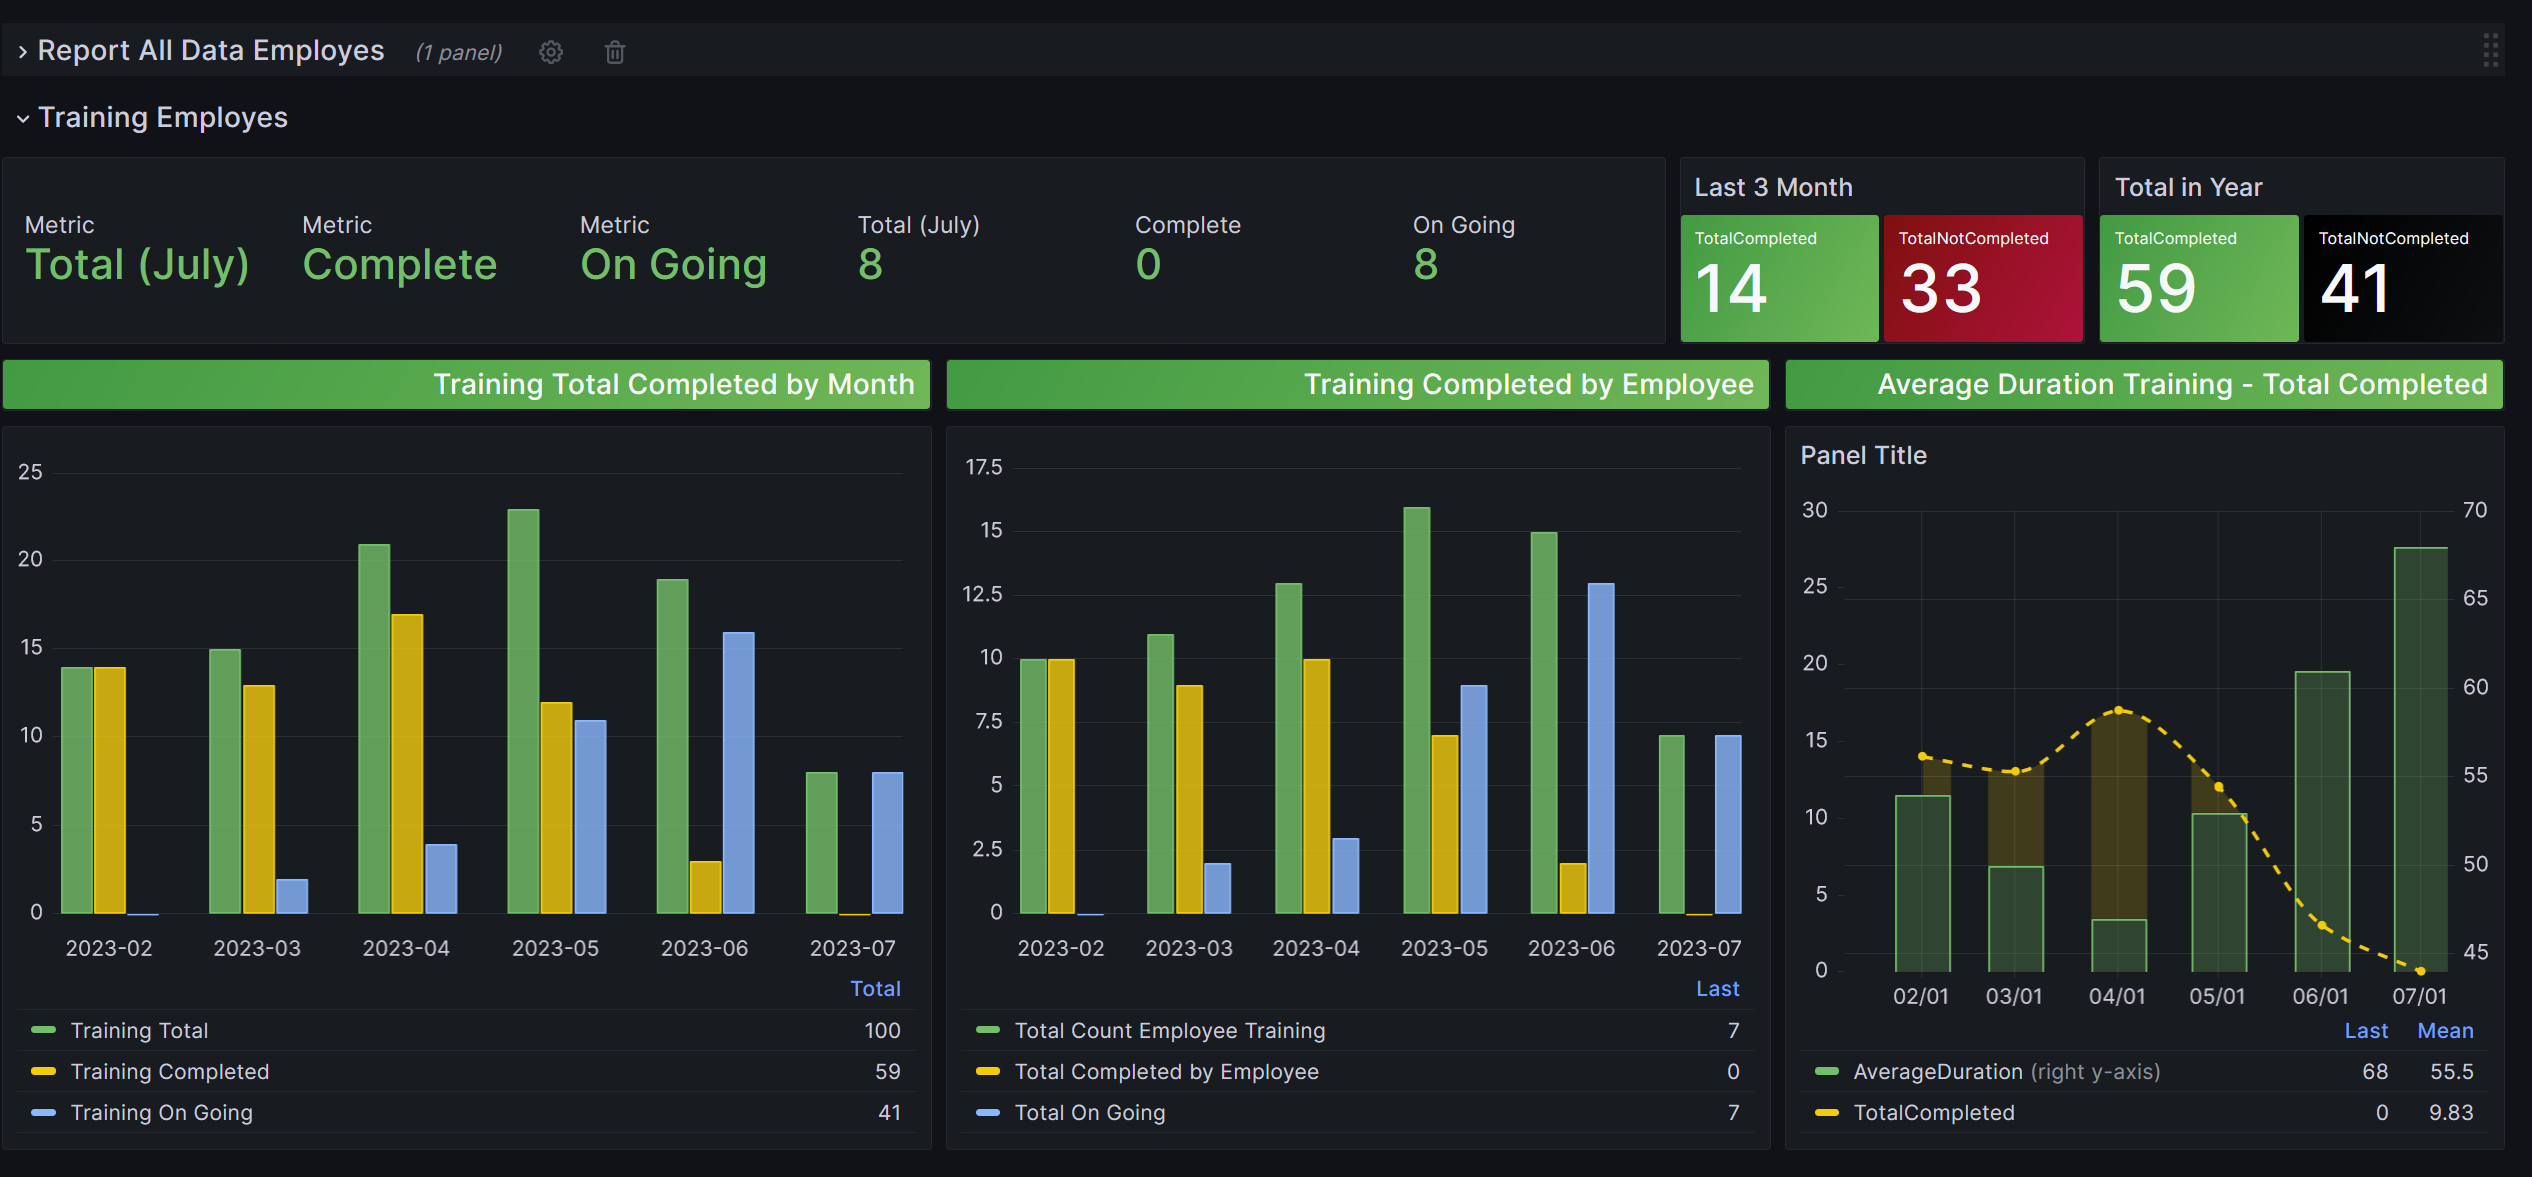 Report All Data Employes (1 panel)
Training Employes
Metric
Total (July)
Metric
Complete
Metric
On Going
Total (July)
8
Complete
0
On Going
8
Last 3 Month
TotalCompleted
14
TotalNotCompleted
33
Total in Year
TotalCompleted
59
TotalNotCompleted
41
Training Total Completed by Month
25
20
15
10
5
0
2023-02 2023-03 2023-04 2023-05 2023-06 2023-07
Total
Training Total 100
Training Completed 59
Training On Going 41
Training Completed by Employee
17.5
15
12.5
10
7.5
5
2.5
0
2023-02 2023-03 2023-04 2023-05 2023-06 2023-07
Last
Total Count Employee Training 7
Total Completed by Employee 0
Total On Going 7
Average Duration Training - Total Completed
Panel Title
30
25
20
15
10
5
0
70
65
60
55
50
45
02/01 03/01 04/01 05/01 06/01 07/01
Last Mean
AverageDuration (right y-axis) 68 55.5
TotalCompleted 0 9.83